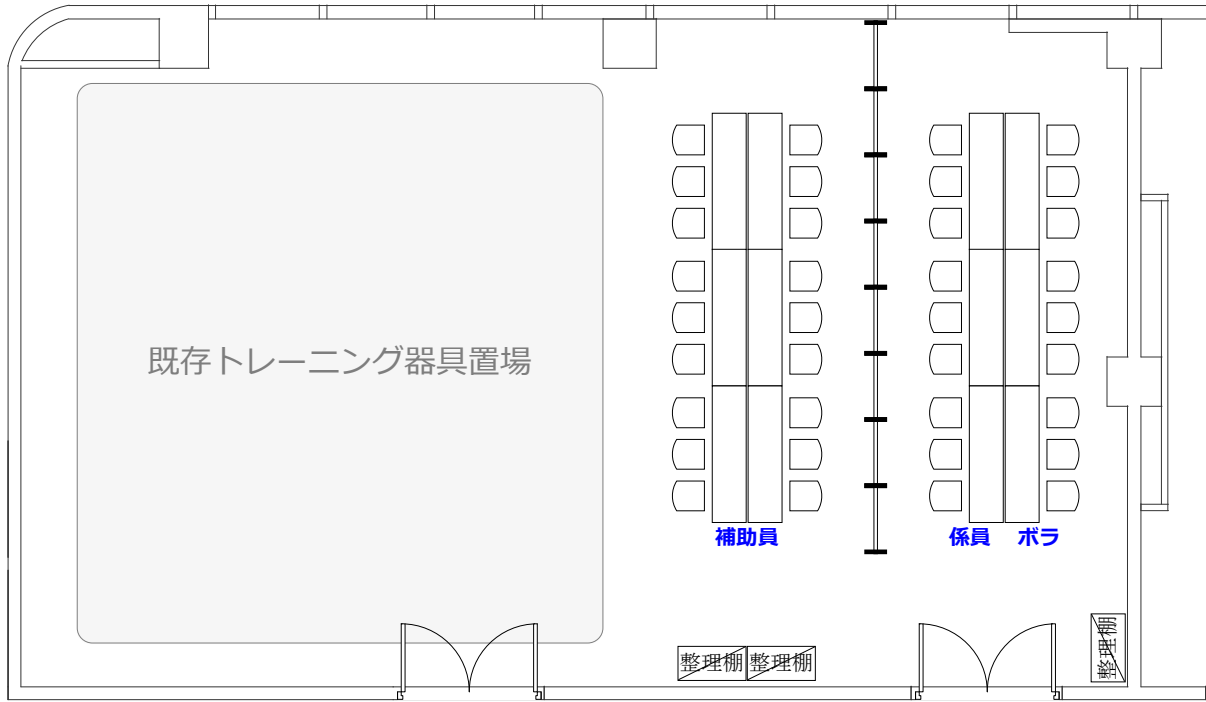 既存トレーニング器具置場
補助員
係員 ボラ
整理棚 整理棚
整理棚